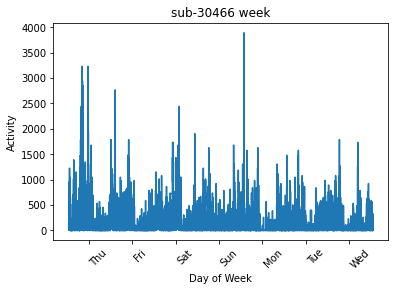 sub-30466 week
4000
3500
3000
2500
2000
1500
1000
500
0
Activity
Thu
Fri
Sat
Sun
Mon
Tue
Wed
Day of Week